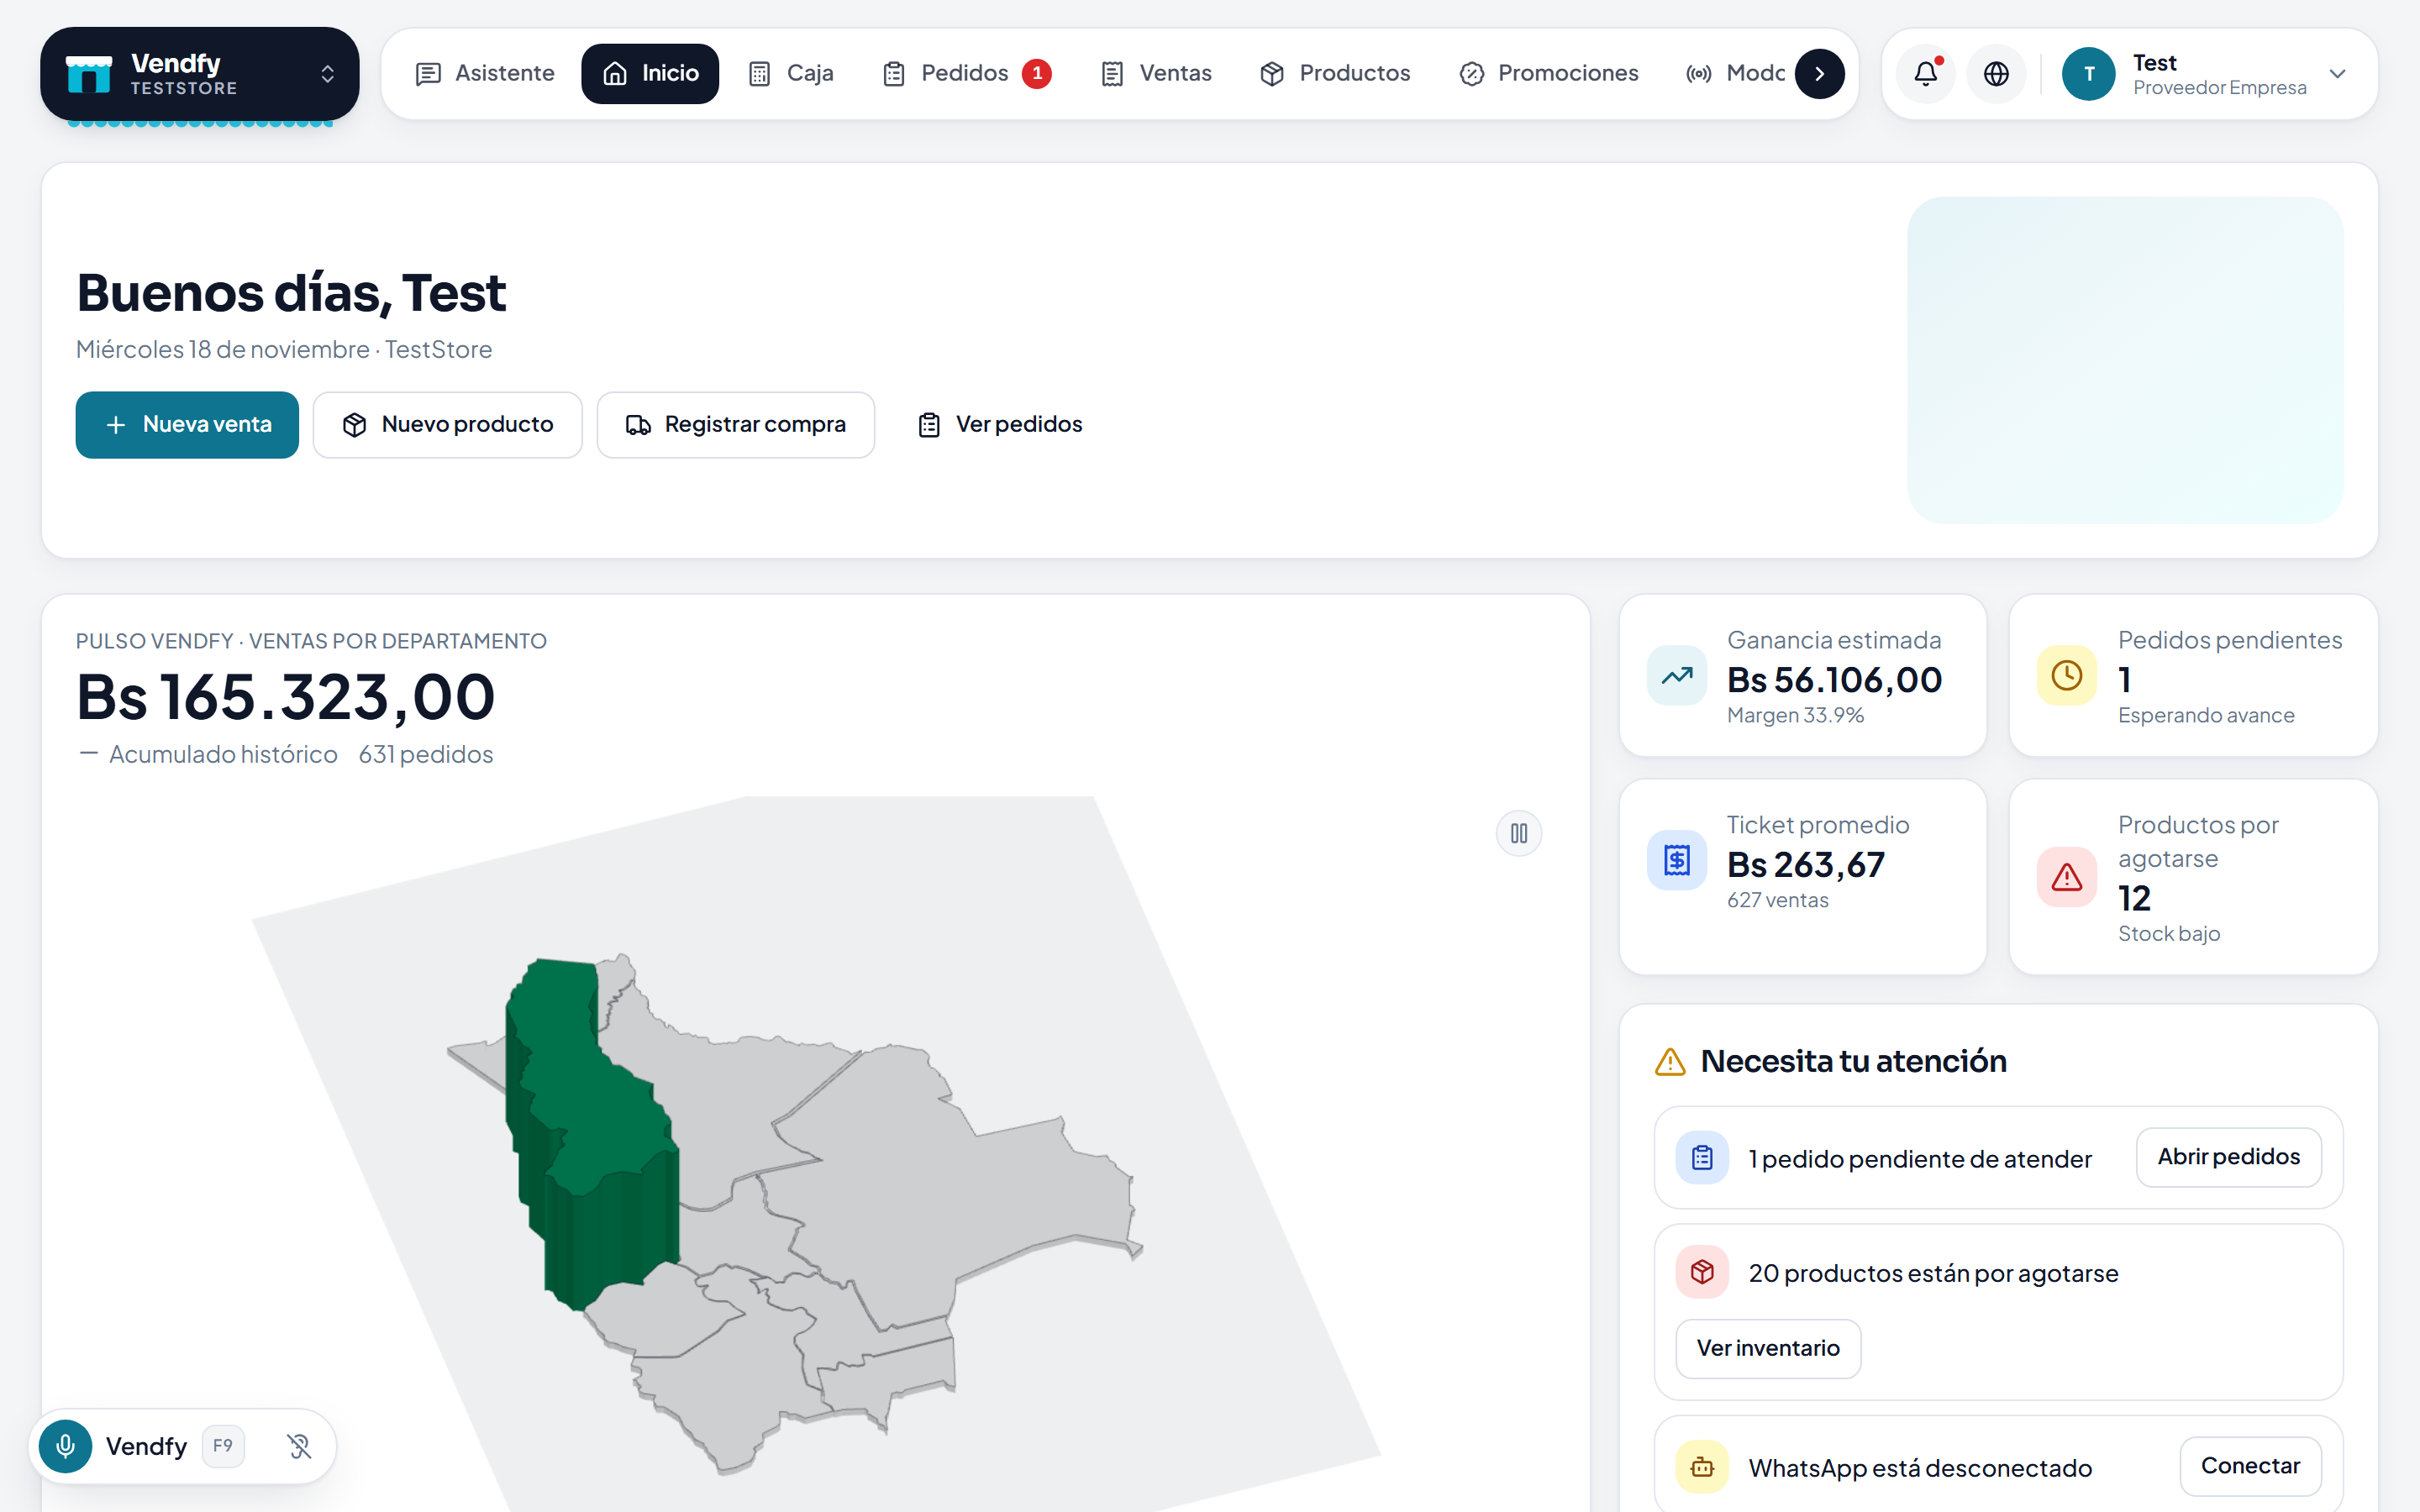 Vendfy
TESTSTORE
Asistente
Inicio
Caja
Pedidos 1
Ventas
Productos
Promociones
Modo
T
Test
Proveedor Empresa
Buenos días, Test
Miércoles 18 de noviembre · TestStore
Nueva venta
Nuevo producto
Registrar compra
Ver pedidos
PULSO VENDFY · VENTAS POR DEPARTAMENTO
Bs 165.323,00
— Acumulado histórico 631 pedidos
Ganancia estimada
Bs 56.106,00
Margen 33.9%
Pedidos pendientes
1
Esperando avance
Ticket promedio
Bs 263,67
627 ventas
Productos por
agotarse
12
Stock bajo
Necesita tu atención
1 pedido pendiente de atender
Abrir pedidos
20 productos están por agotarse
Ver inventario
WhatsApp está desconectado
Conectar
Vendfy F9